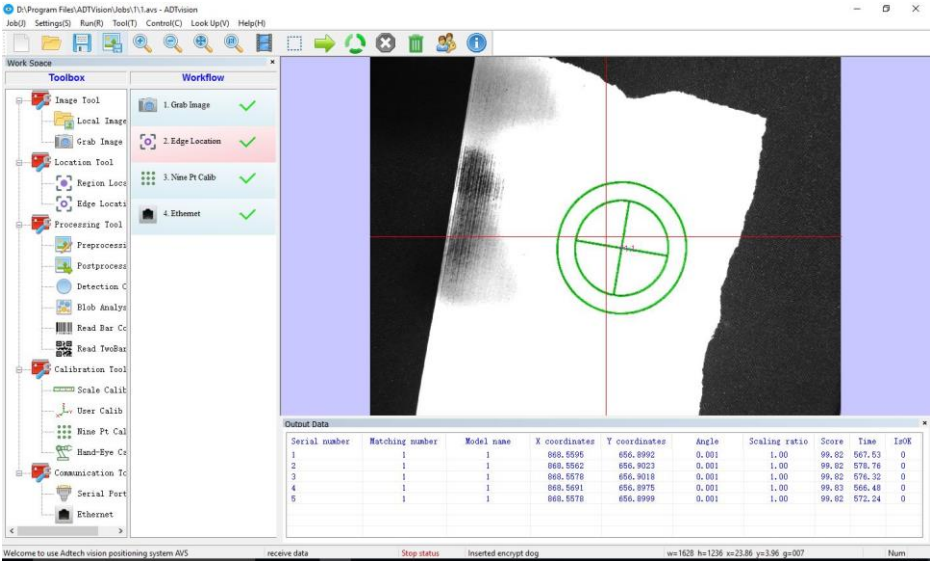 D:\Program Files\ADTVision\Jobs\1\1.avs - ADTvision
Job(J) Settings(S) Run(R) Tool(T) Control(C) Look Up(V) Help(H)
Work Space
Toolbox
Image Tool
Local Image
Grab Image
Location Tool
Region Loca
Edge Locati
Processing Tool
Preprocessi
Postprocess
Detection C
Blob Analys
Read Bar Co
Read TwoBar
Calibration Tool
Scale Calib
User Calib
Nine Pt Cal
Hand-Eye Ca
Communication To
Serial Port
Ethernet
Workflow
1. Grab Image
2. Edge Location
3. Nine Pt Calib
4. Ethernet
Output Data
Serial number Matching number Model name X coordinates Y coordinates Angle Scaling ratio Score Time IsOK
1 1 1 868.5595 656.8992 0.001 1.00 99.82 567.53 0
2 1 1 868.5562 656.9023 0.001 1.00 99.82 578.76 0
3 1 1 868.5578 656.9018 0.001 1.00 99.82 576.32 0
4 1 1 868.5691 656.8975 0.001 1.00 99.83 566.48 0
5 1 1 868.5578 656.8999 0.001 1.00 99.82 572.24 0
Welcome to use Adtech vision positioning system AVS receive data Stop status Inserted encrypt dog w=1628 h=1236 x=23.86 y=3.96 g=007 Num